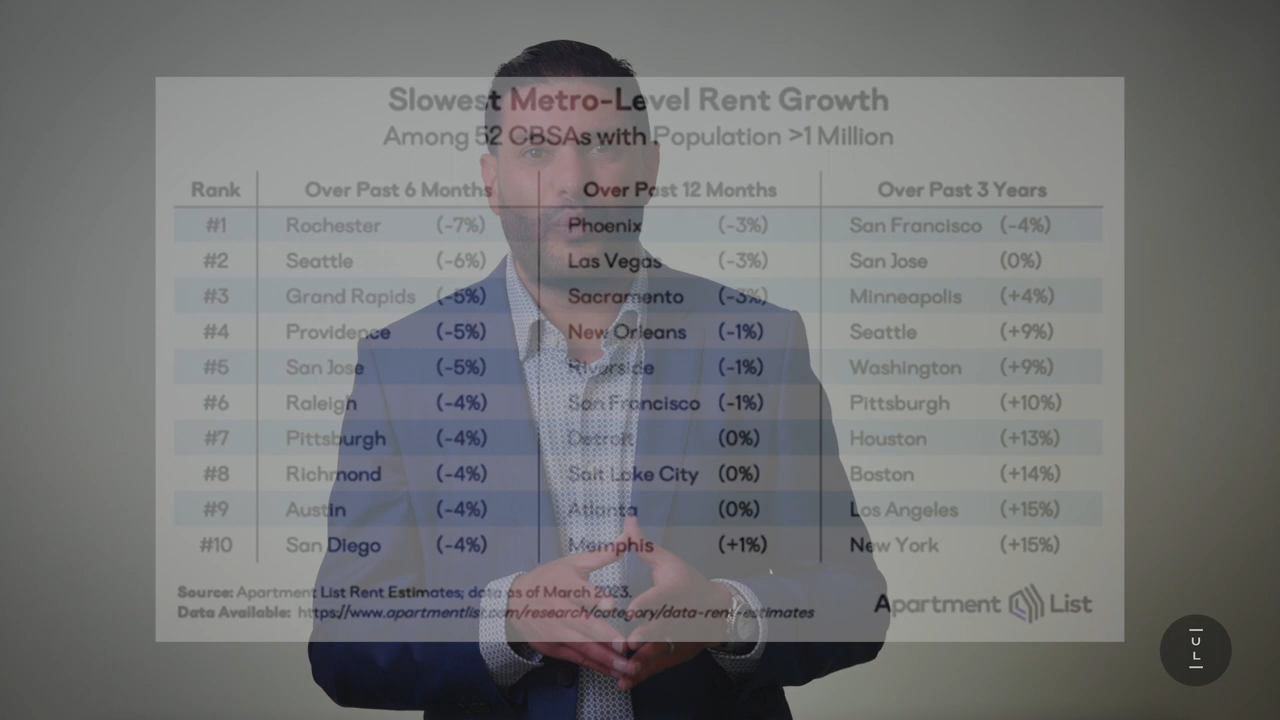 Slowest Metro-Level Rent Growth
Among 52 CBSAs with Population >1 Million
Rank Over Past 6 Months Over Past 12 Months Over Past 3 Years
#1 Rochester (-7%) Phoenix (-3%) San Francisco (-4%)
#2 Seattle (-6%) Las Vegas (-3%) San Jose (0%)
#3 Grand Rapids (-5%) Sacramento (-3%) Minneapolis (+4%)
#4 Providence (-5%) New Orleans (-1%) Seattle (+9%)
#5 San Jose (-5%) Riverside (-1%) Washington (+9%)
#6 Raleigh (-4%) San Francisco (-1%) Pittsburgh (+10%)
#7 Pittsburgh (-4%) Detroit (0%) Houston (+13%)
#8 Richmond (-4%) Salt Lake City (0%) Boston (+14%)
#9 Austin (-4%) Atlanta (0%) Los Angeles (+15%)
#10 San Diego (-4%) Memphis (+1%) New York (+15%)
Source: Apartment List Rent Estimates; data as of March 2023.
Data Available: https://www.apartmentlist.com/research/category/data-rent-estimates
Apartment List
U
L